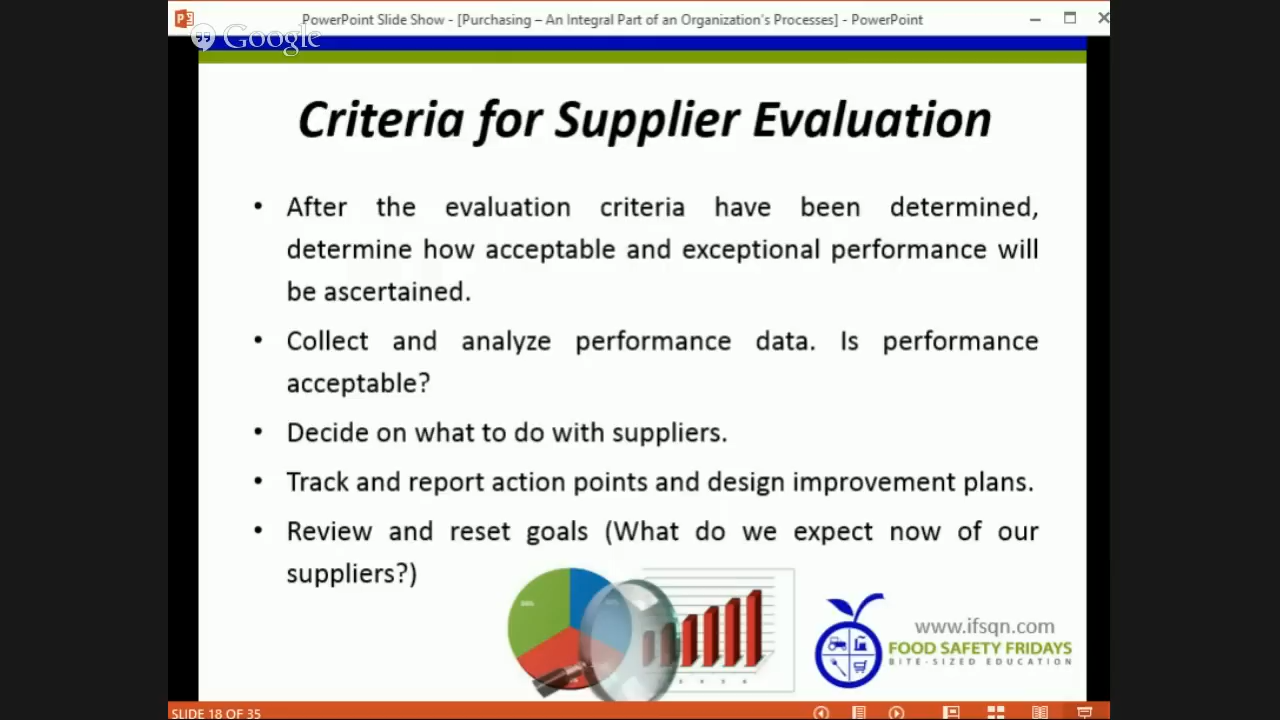 PowerPoint Slide Show - [Purchasing – An Integral Part of an Organization's Processes] - PowerPoint
Google
Criteria for Supplier Evaluation
• After the evaluation criteria have been determined,
determine how acceptable and exceptional performance will
be ascertained.
• Collect and analyze performance data. Is performance
acceptable?
• Decide on what to do with suppliers.
• Track and report action points and design improvement plans.
• Review and reset goals (What do we expect now of our
suppliers?)
www.ifsqn.com
FOOD SAFETY FRIDAYS
BITE-SIZED EDUCATION
SLIDE 18 OF 35